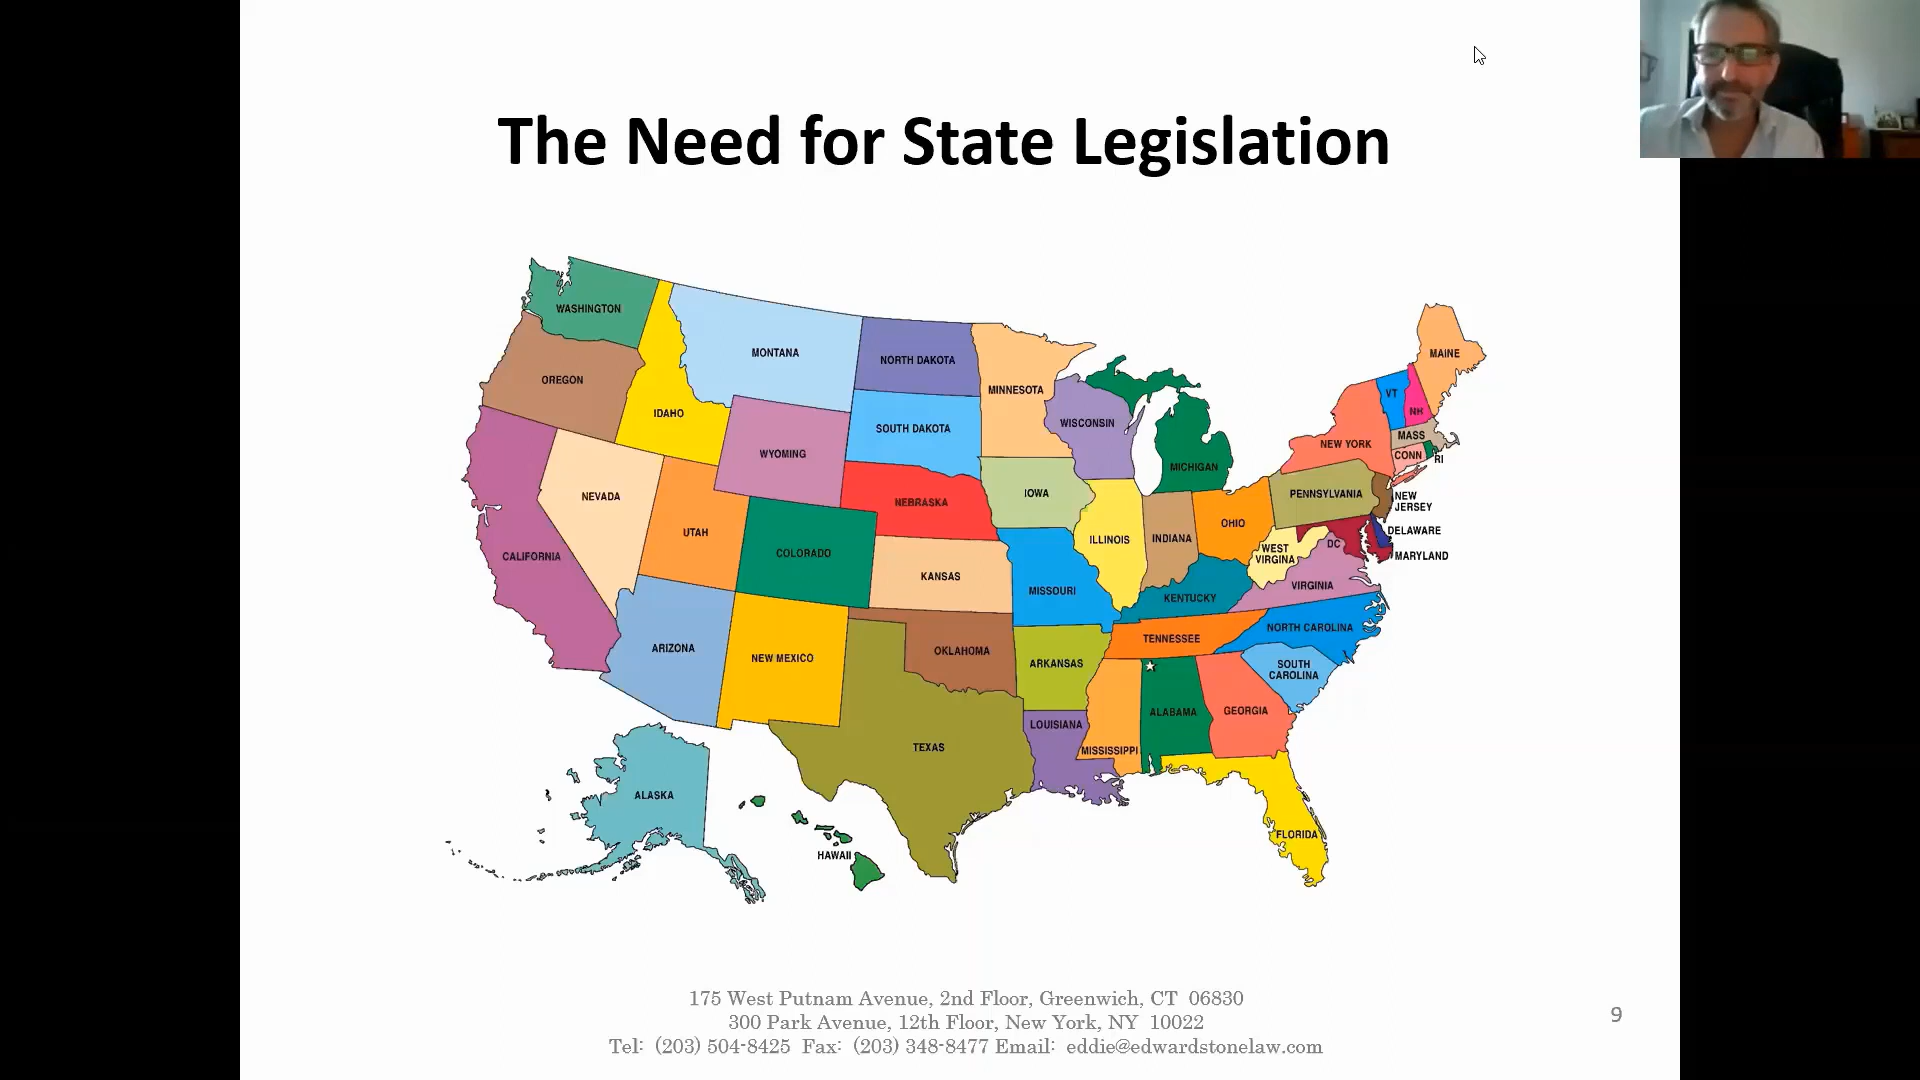 The Need for State Legislation
WASHINGTON
MONTANA
NORTH DAKOTA
MINNESOTA
MAINE
OREGON
IDAHO
VT
NH
SOUTH DAKOTA
WISCONSIN
WYOMING
MICHIGAN
NEW YORK
MASS
CONN
RI
NEVADA
NEBRASKA
IOWA
PENNSYLVANIA
NEW
JERSEY
UTAH
COLORADO
ILLINOIS
INDIANA
OHIO
DELAWARE
WEST
VIRGINA
DC
MARYLAND
CALIFORNIA
KANSAS
MISSOURI
KENTUCKY
VIRGINIA
ARIZONA
NEW MEXICO
OKLAHOMA
ARKANSAS
TENNESSEE
NORTH CAROLINA
SOUTH
CAROLINA
TEXAS
LOUISIANA
MISSISSIPPI
ALABAMA
GEORGIA
ALASKA
HAWAII
FLORIDA
175 West Putnam Avenue, 2nd Floor, Greenwich, CT 06830
300 Park Avenue, 12th Floor, New York, NY 10022
Tel: (203) 504-8425 Fax: (203) 348-8477 Email: eddie@edwardstonelaw.com
9